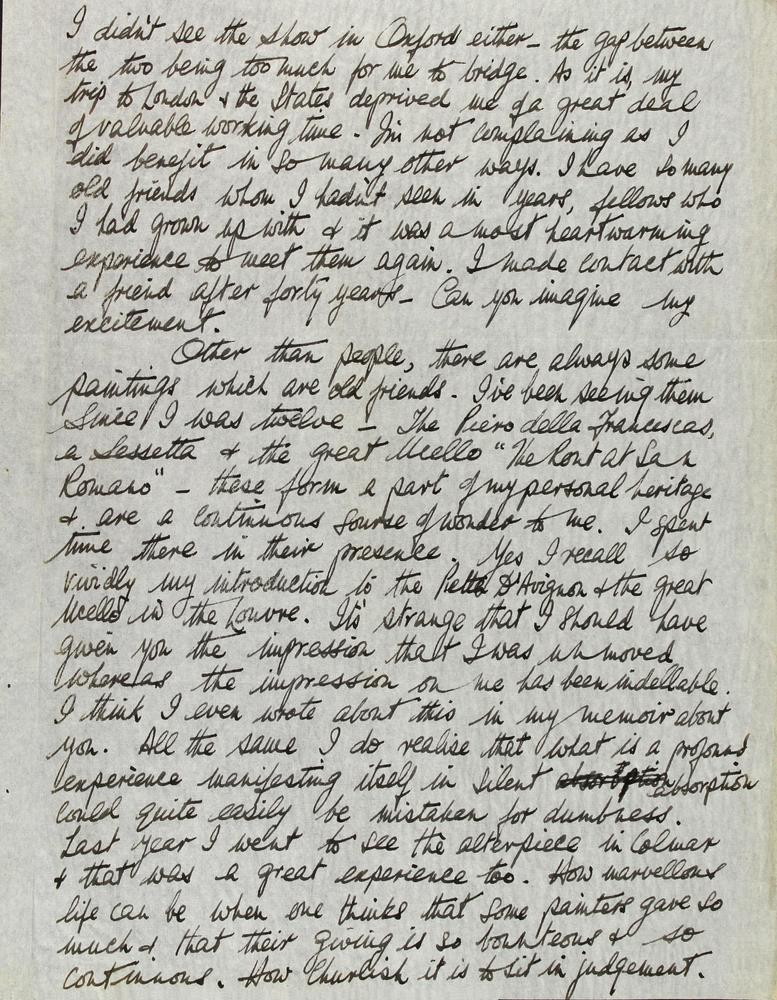 I didn't see the show in Oxford either – the gap between
the two being too much for me to bridge. As it is, my
trip to London & the States deprived me of a great deal
of valuable working time - I'm not complaining as I
did benefit in so many other ways. I have so many
old friends whom I hadn't seen in years, fellows who
I had grown up with & it was a most heartwarming
experience to meet them again. I made contact with
a friend after forty years – Can you imagine my
excitement.
Other than people, there are always some
paintings which are old friends. I've been seeing them
since I was twelve – The Piero della Francescas,
a Sassetta & the great Ucello "The Rout at San
Romano" – these form a part of my personal heritage
& are a continuous sourse of wonder to me. I spent
time there in their presence. Yes I recall so
vividly my introduction to the Pietta D'Avignon & the great
Ucello in the Louvre. It's strange that I should have
given you the impression that I was unmoved
whereas the impression on me has been indellable.
I think I even wrote about this in my memoir about
you. All the same I do realise that what is a profound
experience manifesting itself in silent absorbption absorption
could quite easily be mistaken for dumbness.
Last year I went to see the alterpiece in Colmar
& that was a great experience too. How marvellous
life can be when one thinks that some painters gave so
much & that their giving is so bounteous & so
continuous. How churlish it is to sit in judgement.